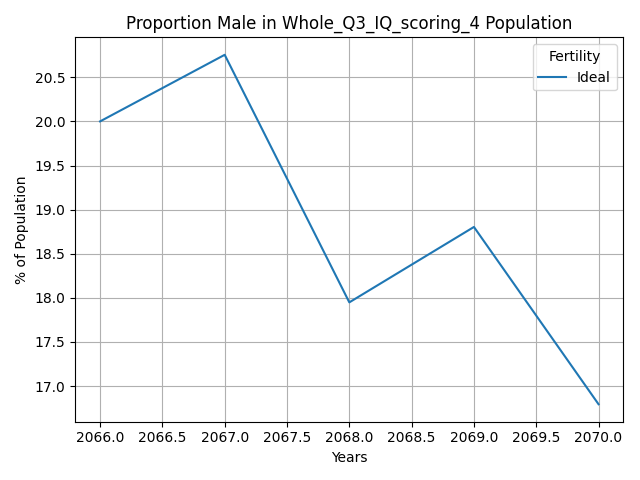 Proportion Male in Whole_Q3_IQ_scoring_4 Population
Fertility
Ideal
20.5
20.0
19.5
19.0
18.5
18.0
17.5
17.0
% of Population
2066.0 2066.5 2067.0 2067.5 2068.0 2068.5 2069.0 2069.5 2070.0
Years